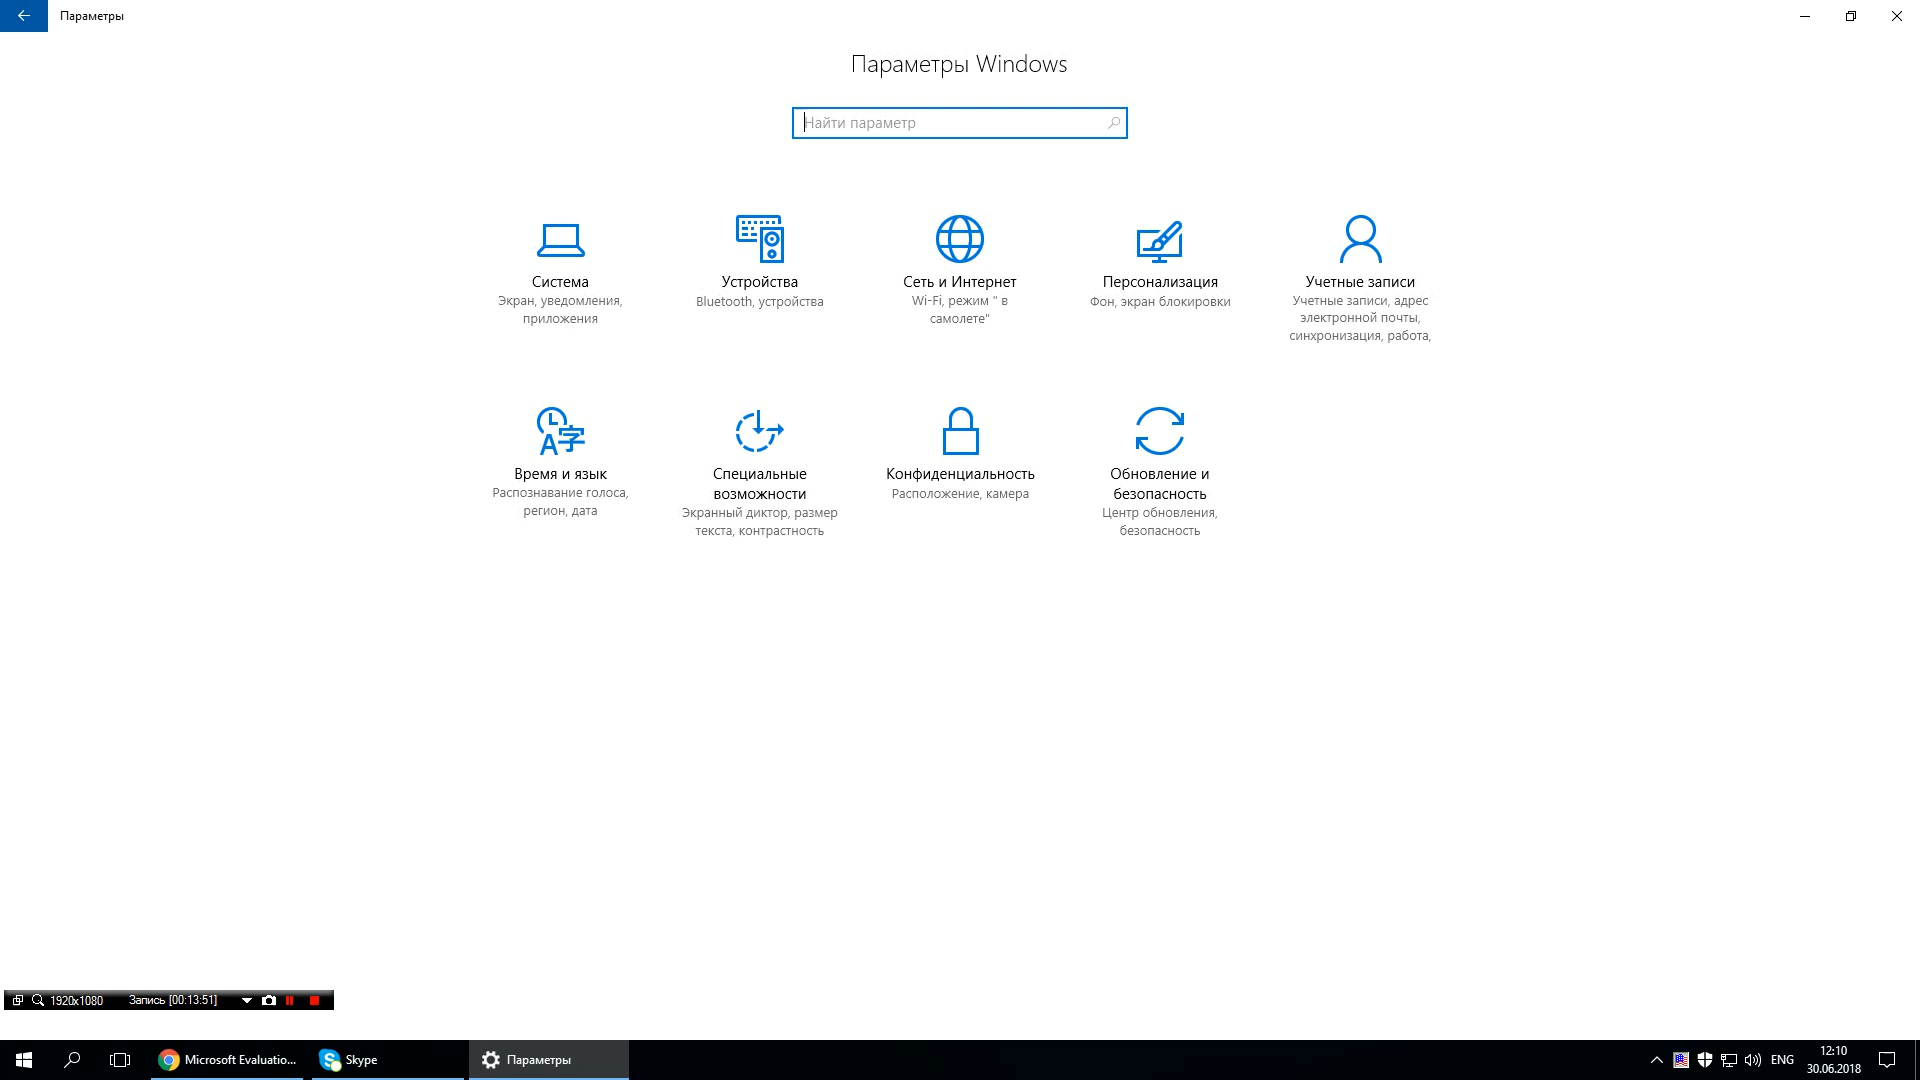 Параметры
Параметры Windows
Найти параметр
Система
Экран, уведомления,
приложения
Устройства
Bluetooth, устройства
Сеть и Интернет
Wi-Fi, режим " в
самолете"
Персонализация
Фон, экран блокировки
Учетные записи
Учетные записи, адрес
электронной почты,
синхронизация, работа,
Время и язык
Распознавание голоса,
регион, дата
Специальные
возможности
Экранный диктор, размер
текста, контрастность
Конфиденциальность
Расположение, камера
Обновление и
безопасность
Центр обновления,
безопасность
1920x1080 Запись [00:13:51]
Microsoft Evaluatio... Skype Параметры ENG 12:10
30.06.2018